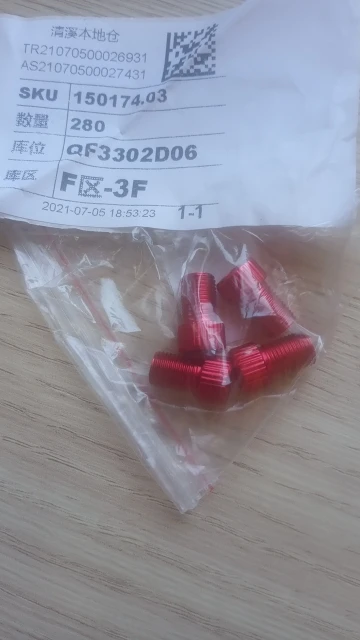 清溪本地仓
TR21070500026931
AS21070500027431
SKU 150174.03
数量 280
库位 QF3302D06
库区 F区-3F
2021-07-05 18:53:23 1-1